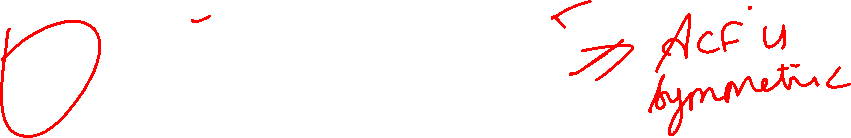 ⇒ ACF is
symmetric